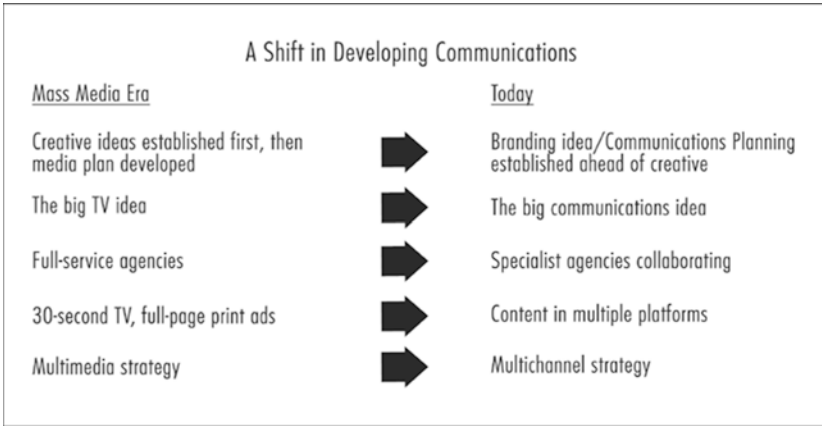 A Shift in Developing Communications
Mass Media Era
Today
Creative ideas established first, then
media plan developed
Branding idea/Communications Planning
established ahead of creative
The big TV idea
The big communications idea
Full-service agencies
Specialist agencies collaborating
30-second TV, full-page print ads
Content in multiple platforms
Multimedia strategy
Multichannel strategy